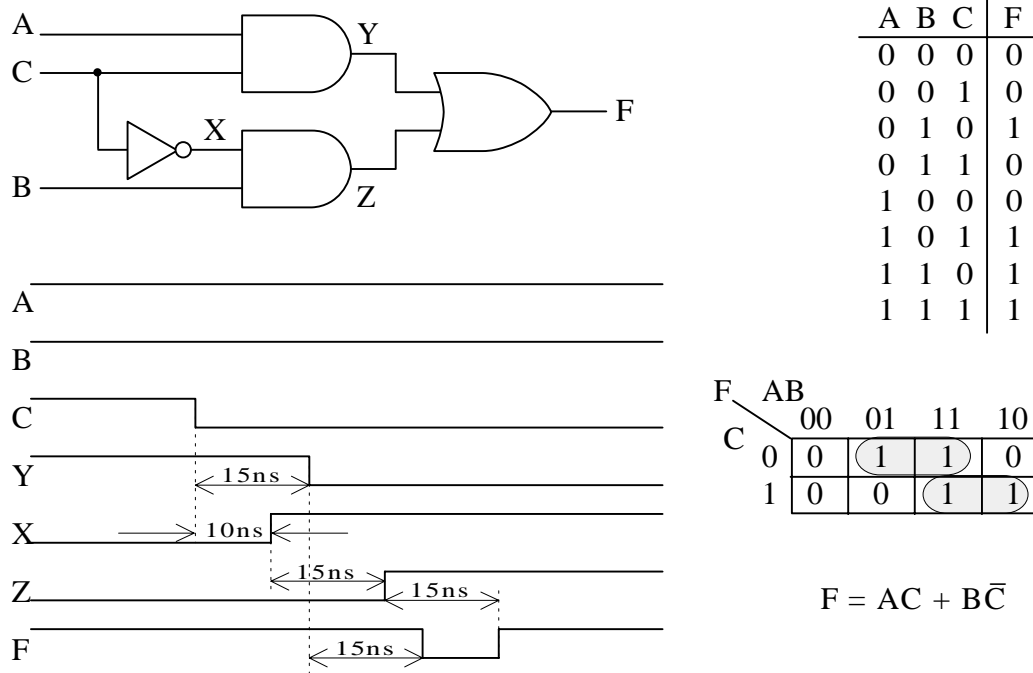 A
C
X
B
Y
Z
F
A B C F
0 0 0 0
0 0 1 0
0 1 0 1
0 1 1 0
1 0 0 0
1 0 1 1
1 1 0 1
1 1 1 1
A
B
C
Y
15ns
X
10ns
Z
15ns
15ns
F
15ns
F AB
C 00 01 11 10
0 0 1 1 0
1 0 0 1 1
F = AC + BC̅